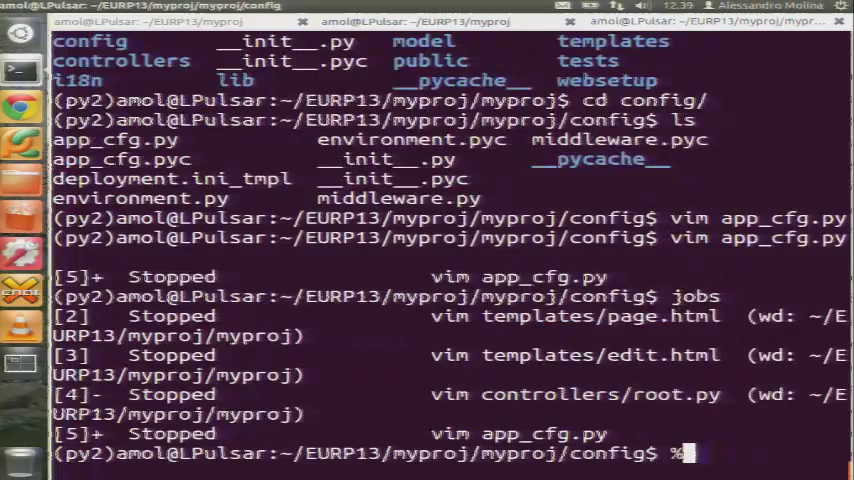 amol@LPulsar: ~/EURP13/myproj/myproj/config
12.39 Alessandro Molina
amol@LPulsar: ~/EURP13/myproj
amol@LPulsar: ~/EURP13/myproj
amol@LPulsar: ~/EURP13/myproj/mypr...
config __init__.py model templates
controllers __init__.pyc public tests
i18n lib __pycache__ websetup
(py2)amol@LPulsar:~/EURP13/myproj/myproj$ cd config/
(py2)amol@LPulsar:~/EURP13/myproj/myproj/config$ ls
app_cfg.py environment.pyc middleware.pyc
app_cfg.pyc __init__.py __pycache__
deployment.ini_tmpl __init__.pyc
environment.py middleware.py
(py2)amol@LPulsar:~/EURP13/myproj/myproj/config$ vim app_cfg.py
(py2)amol@LPulsar:~/EURP13/myproj/myproj/config$ vim app_cfg.py
[5]+ Stopped vim app_cfg.py
(py2)amol@LPulsar:~/EURP13/myproj/myproj/config$ jobs
[2] Stopped vim templates/page.html (wd: ~/E
URP13/myproj/myproj)
[3] Stopped vim templates/edit.html (wd: ~/E
URP13/myproj/myproj)
[4]- Stopped vim controllers/root.py (wd: ~/E
URP13/myproj/myproj)
[5]+ Stopped vim app_cfg.py
(py2)amol@LPulsar:~/EURP13/myproj/myproj/config$ %